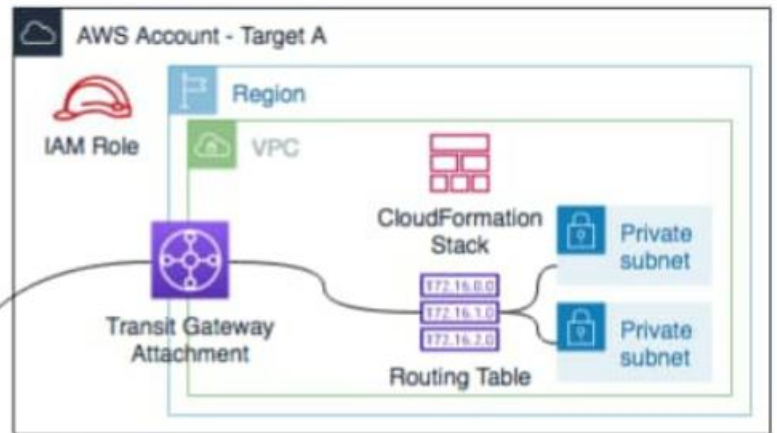 AWS Account - Target A
Region
IAM Role
VPC
CloudFormation
Stack
Private
subnet
172.16.0.0
172.16.1.0
172.16.2.0
Transit Gateway
Attachment
Private
subnet
Routing Table